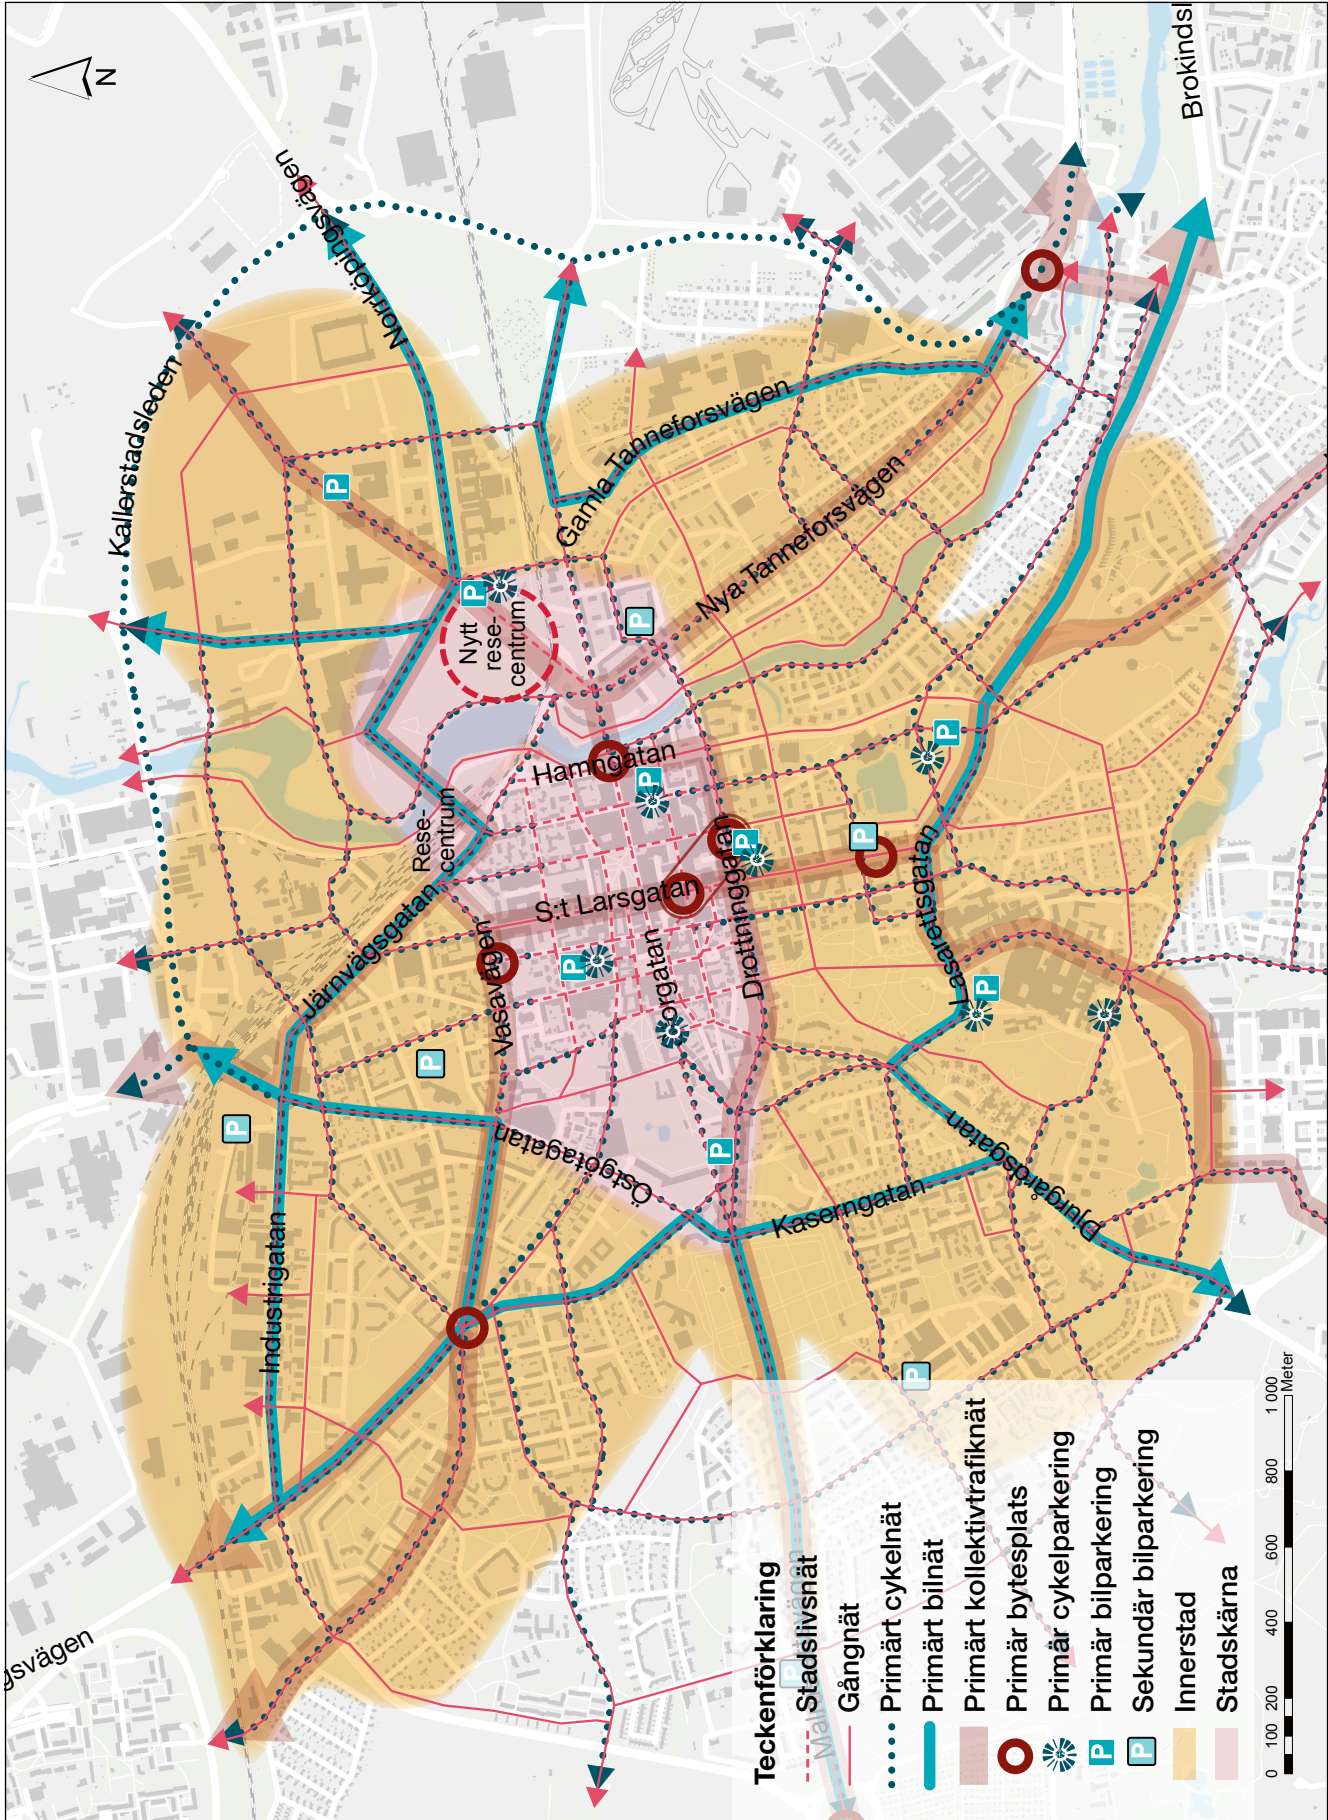 N
Brokindsl
Norrköpingsvägen
Kallerstadsleden
Gamla Tanneforsvägen
Nya Tanneforsvägen
P
P
Nytt
rese-
centrum
P
Hamngatan
P
Rese-
centrum
S:t Larsgatan
P
Drottninggatan
P
P
Lasarettsgatan
Järnvägsgatan
Vasavägen
P
P
P
P
Östgötagatan
P
Kaserngatan
Djurgårdsgatan
Industrigatan
P
P
gsvägen
Teckenförklaring
Stadslivsnät
Gångnät
Primärt cykelnät
Primärt bilnät
Primärt kollektivtrafiknät
Primär bytesplats
Primär cykelparkering
P Primär bilparkering
P Sekundär bilparkering
Innerstad
Stadskärna
0 100 200 400 600 800 1 000
Meter